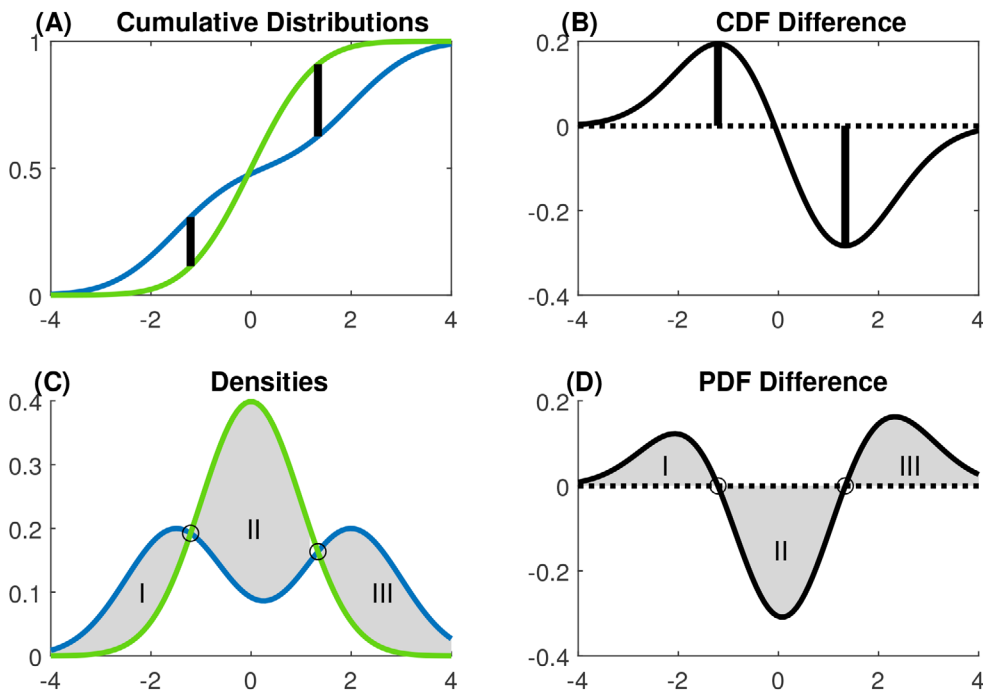 (A) Cumulative Distributions
1
0.5
0
-4 -2 0 2 4
(B) CDF Difference
0.2
0
-0.2
-0.4
-4 -2 0 2 4
(C) Densities
0.4
0.3
0.2
0.1
0
I II III
-4 -2 0 2 4
(D) PDF Difference
0.2
0
-0.2
-0.4
I II III
-4 -2 0 2 4